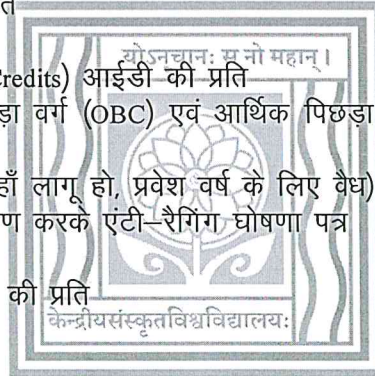 त
योऽनूचानः स नो महान्।
Credits) आईडी की प्रति
ड़ा वर्ग (OBC) एवं आर्थिक पिछड़ा
हाँ लागू हो, प्रवेश वर्ष के लिए वैध)
ण करके एंटी–रैगिंग घोषणा पत्र
की प्रति
केन्द्रीयसंस्कृतविश्वविद्यालयः